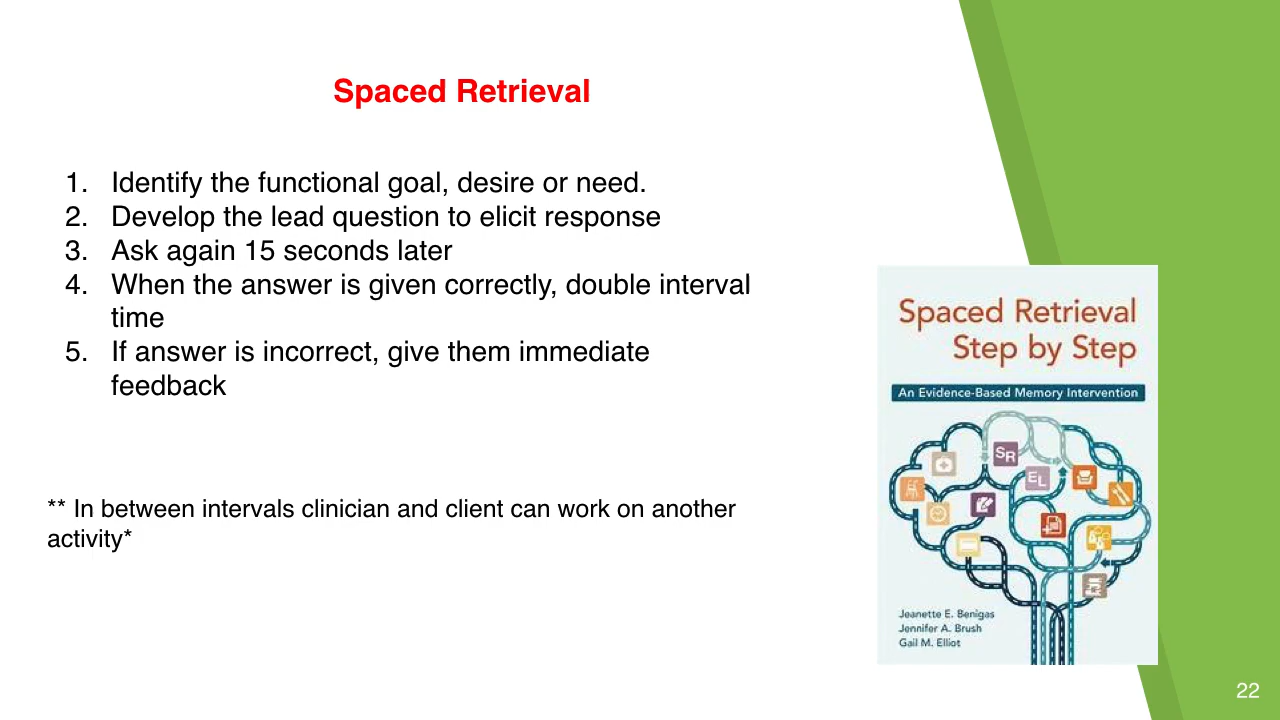 Spaced Retrieval
1. Identify the functional goal, desire or need.
2. Develop the lead question to elicit response
3. Ask again 15 seconds later
4. When the answer is given correctly, double interval
time
5. If answer is incorrect, give them immediate
feedback
** In between intervals clinician and client can work on another
activity*
Spaced Retrieval
Step by Step
An Evidence-Based Memory Intervention
SR
EL
Jeanette E. Benigas
Jennifer A. Brush
Gail M. Elliot
22